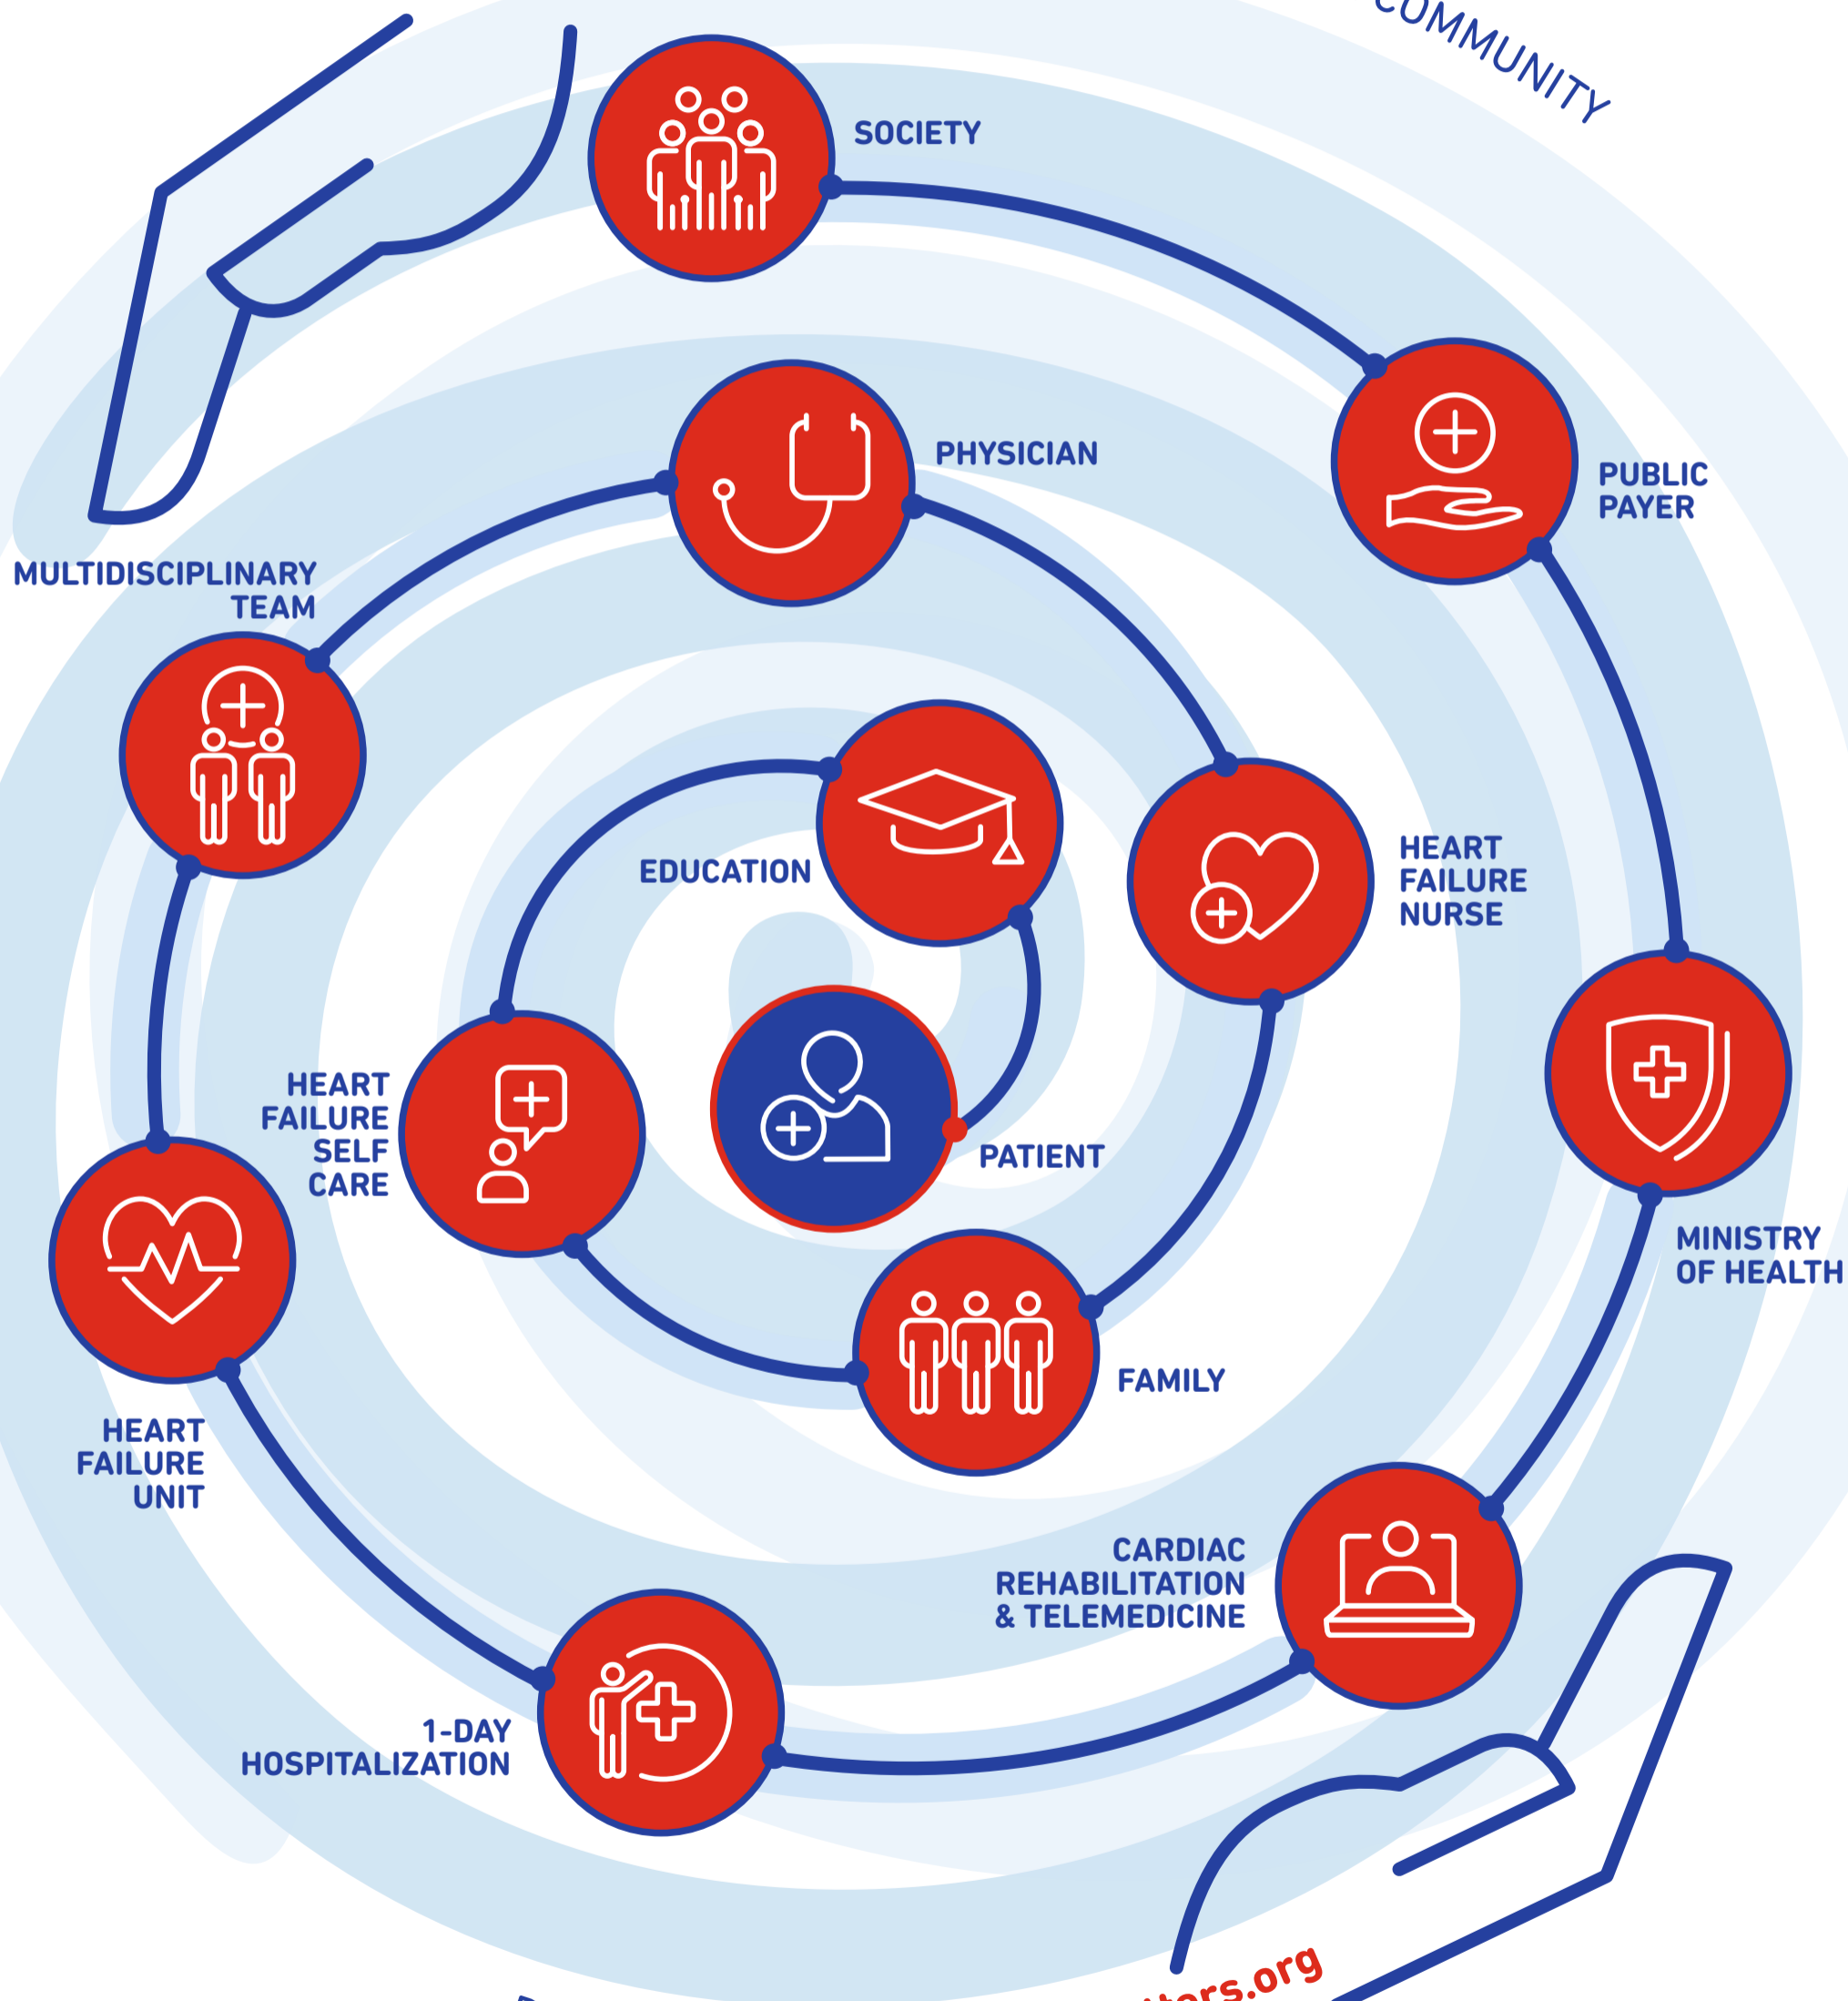 COMMUNITY
SOCIETY
PHYSICIAN
PUBLIC
PAYER
MULTIDISCIPLINARY
TEAM
EDUCATION
HEART
FAILURE
NURSE
HEART
FAILURE
SELF
CARE
PATIENT
MINISTRY
OF HEALTH
FAMILY
HEART
FAILURE
UNIT
CARDIAC
REHABILITATION
& TELEMEDICINE
1-DAY
HOSPITALIZATION